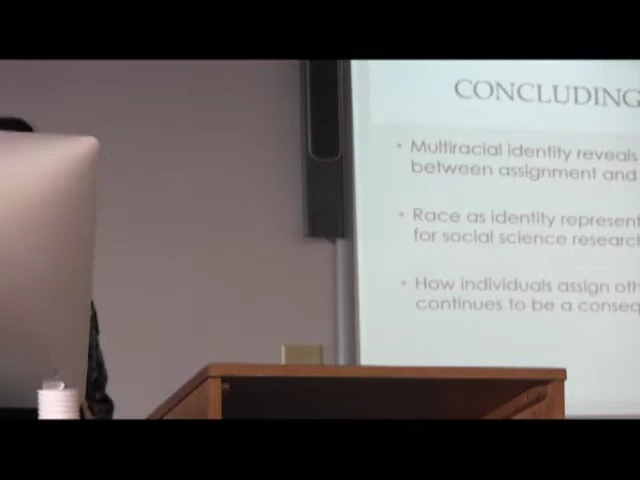 CONCLUDING
• Multiracial identity reveals
between assignment and
• Race as identity represent
for social science research
• How individuals assign oth
continues to be a conseq